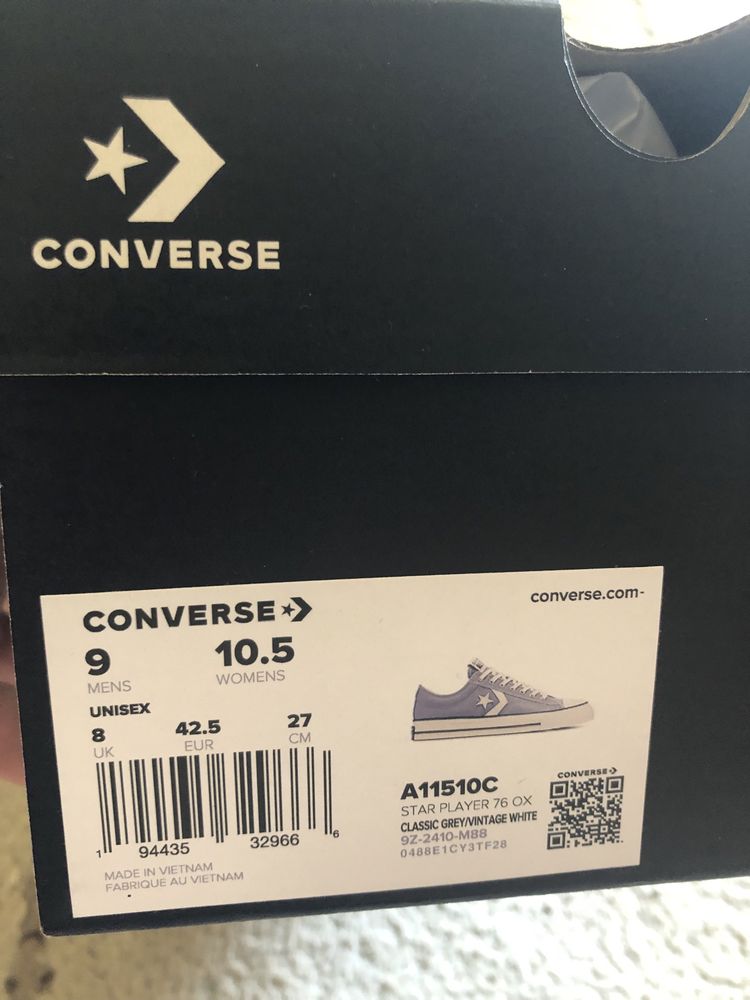 CONVERSE
CONVERSE
converse.com
9
10.5
MENS
WOMENS
UNISEX
8
42.5
27
UK
EUR
CM
1 94435 32966 6
MADE IN VIETNAM
FABRIQUE AU VIETNAM
A11510C
STAR PLAYER 76 OX
CLASSIC GREY/VINTAGE WHITE
9Z-2410-M88
0488E1CY3TF28
CONVERSE